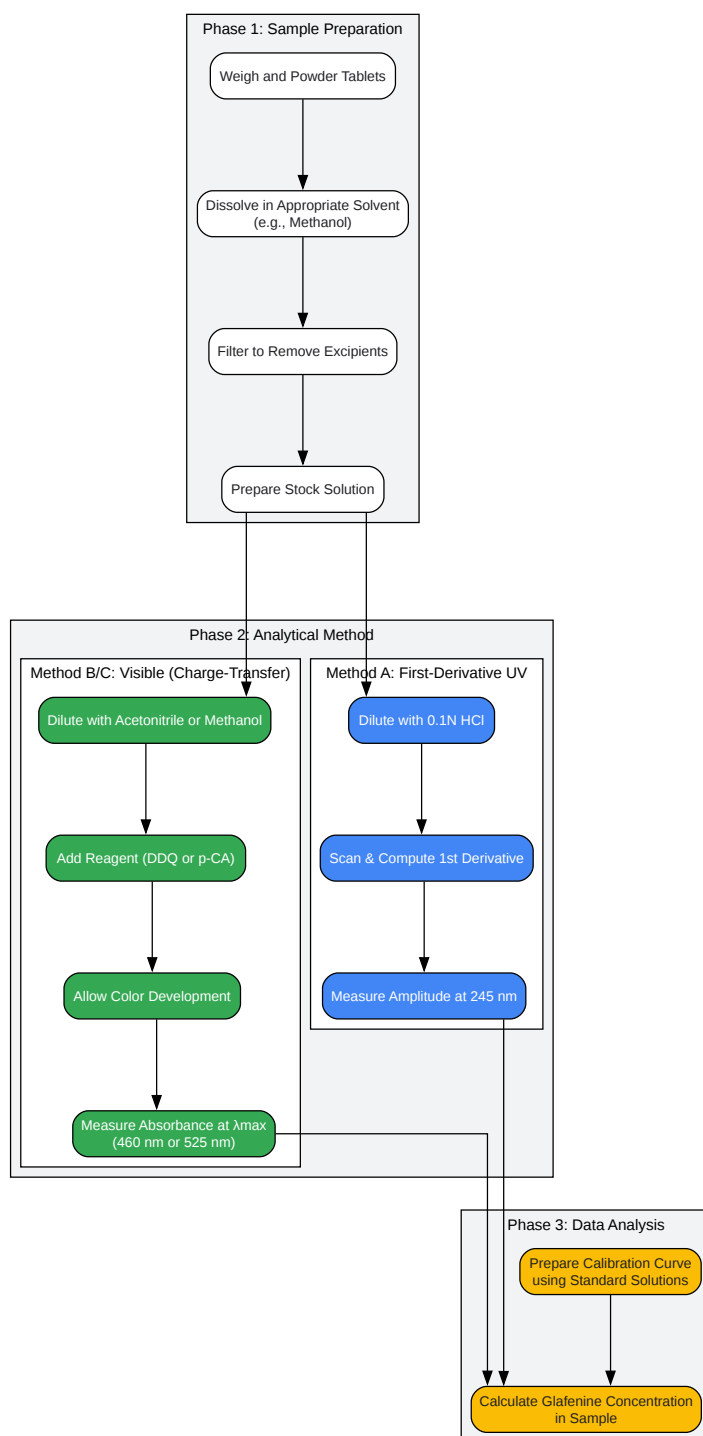 Phase 1: Sample Preparation
Weigh and Powder Tablets
Dissolve in Appropriate Solvent
(e.g., Methanol)
Filter to Remove Excipients
Prepare Stock Solution
Phase 2: Analytical Method
Method B/C: Visible (Charge-Transfer)
Dilute with Acetonitrile or Methanol
Add Reagent (DDQ or p-CA)
Allow Color Development
Measure Absorbance at λmax
(460 nm or 525 nm)
Method A: First-Derivative UV
Dilute with 0.1N HCl
Scan & Compute 1st Derivative
Measure Amplitude at 245 nm
Phase 3: Data Analysis
Prepare Calibration Curve
using Standard Solutions
Calculate Glafenine Concentration
in Sample